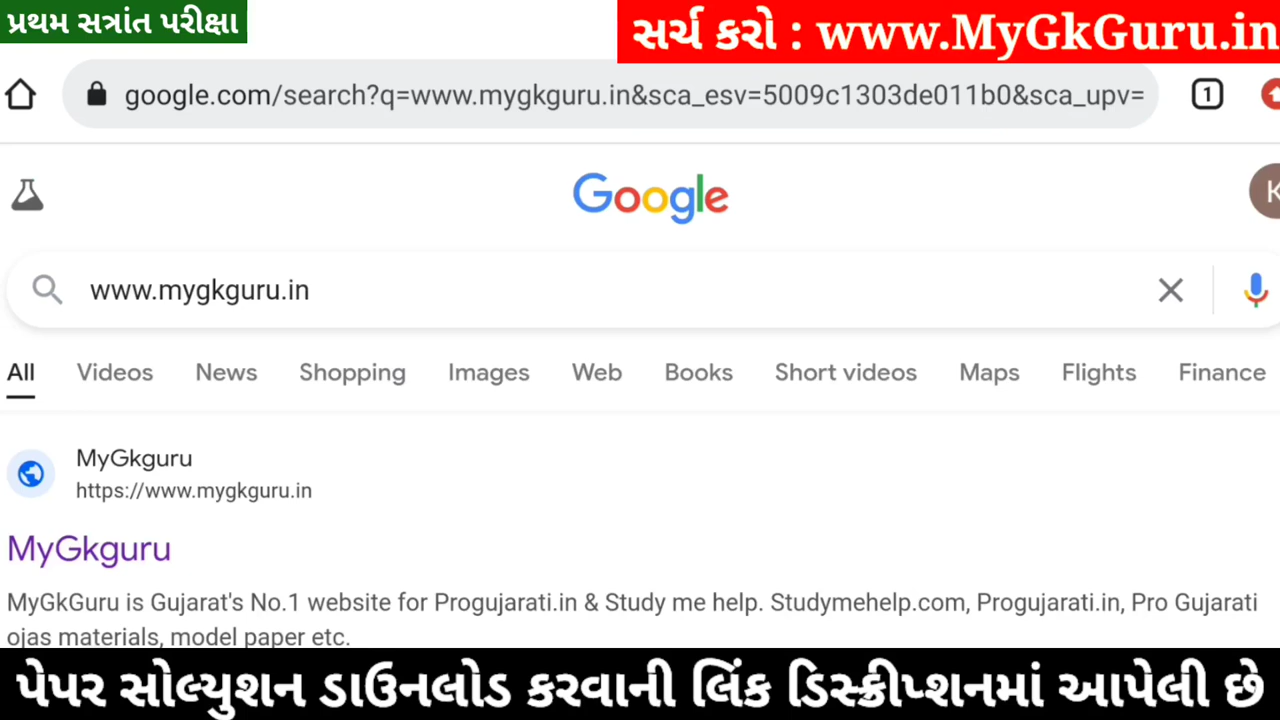 પ્રથમ સત્રાંત પરીક્ષા
સર્ચ કરો : www.MyGkGuru.in
google.com/search?q=www.mygkguru.in&sca_esv=5009c1303de011b0&sca_upv=
1
Google
K
www.mygkguru.in
All Videos News Shopping Images Web Books Short videos Maps Flights Finance
MyGkguru
https://www.mygkguru.in
MyGkguru
MyGkGuru is Gujarat's No.1 website for Progujarati.in & Study me help. Studymehelp.com, Progujarati.in, Pro Gujarati
ojas materials, model paper etc.
પેપર સોલ્યુશન ડાઉનલોડ કરવાની લિંક ડિસ્ક્રીપ્શનમાં આપેલી છે